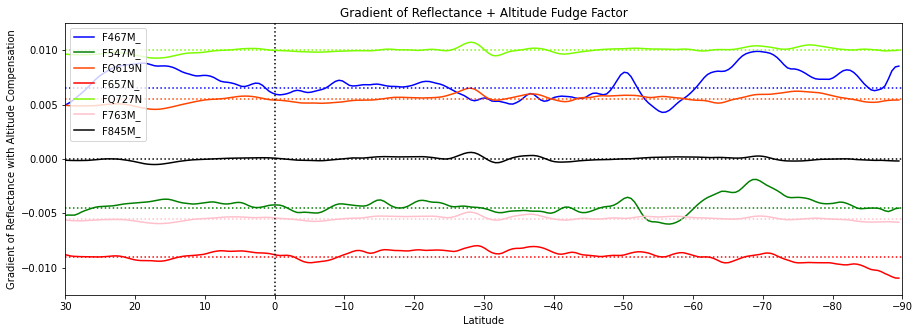 Gradient of Reflectance + Altitude Fudge Factor
Gradient of Reflectance with Altitude Compensation
0.010
0.005
0.000
−0.005
−0.010
F467M_
F547M_
FQ619N
F657N_
FQ727N
F763M_
F845M_
30
20
10
0
−10
−20
−30
−40
−50
−60
−70
−80
−90
Latitude